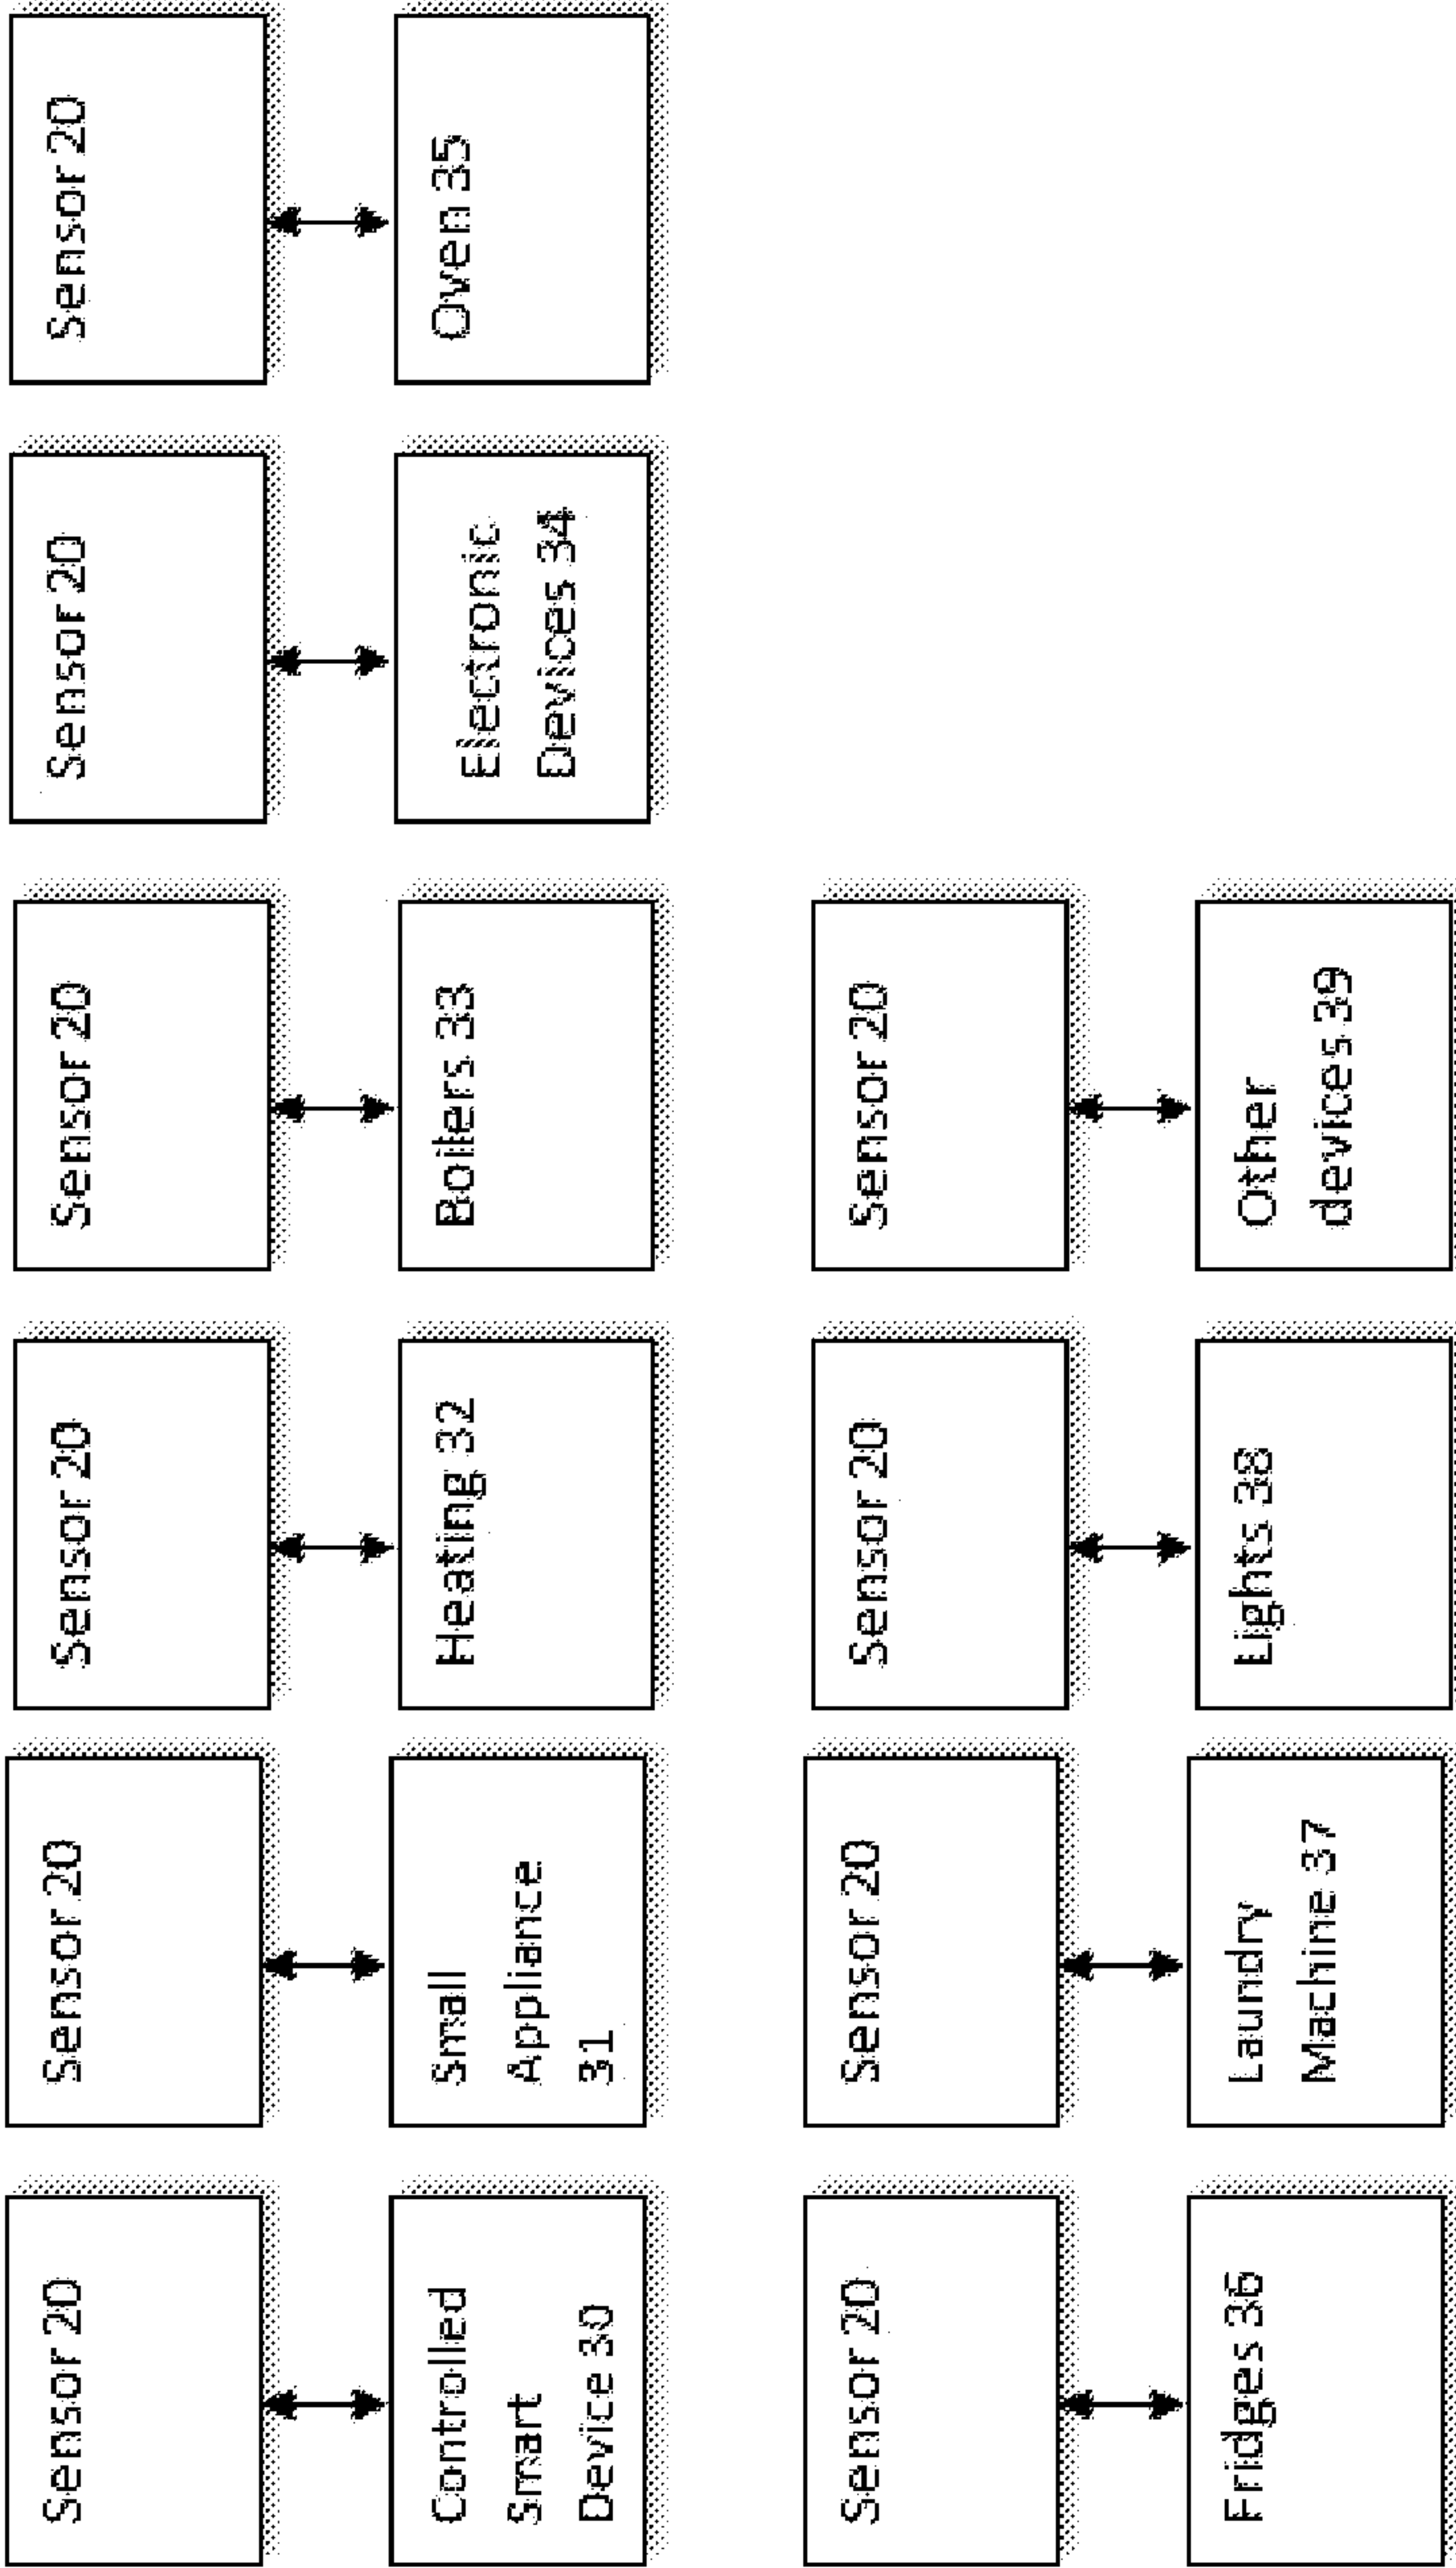 Sensor 20
Sensor 20
Sensor 20
Sensor 20
Sensor 20
Sensor 20
Controlled
Smart
Device 30
Small
Appliance
31
Heating 32
Boilers 33
Electronic
Devices 34
Oven 35
Sensor 20
Sensor 20
Sensor 20
Sensor 20
Fridges 36
Laundry
Machine 37
Lights 38
Other
devices 39